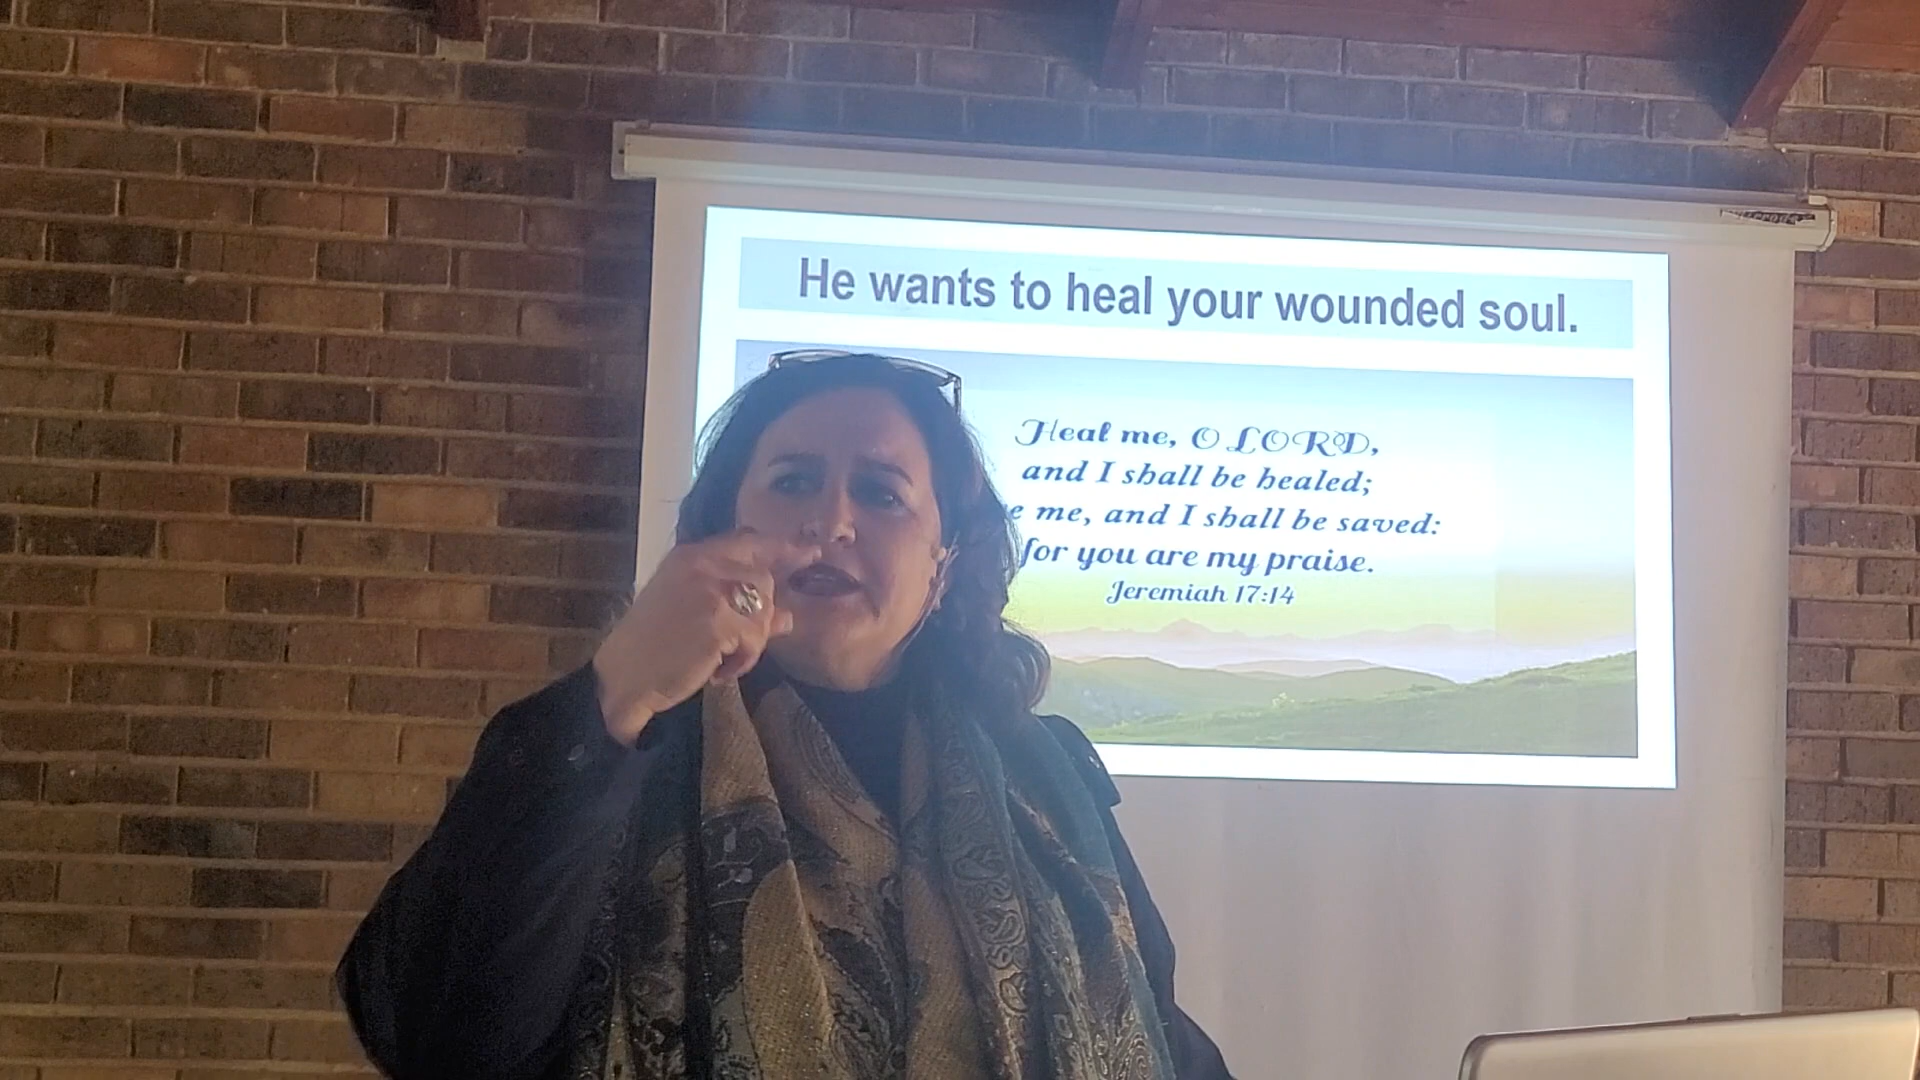 He wants to heal your wounded soul.
Heal me, O LORD,
and I shall be healed;
e me, and I shall be saved:
for you are my praise.
Jeremiah 17:14